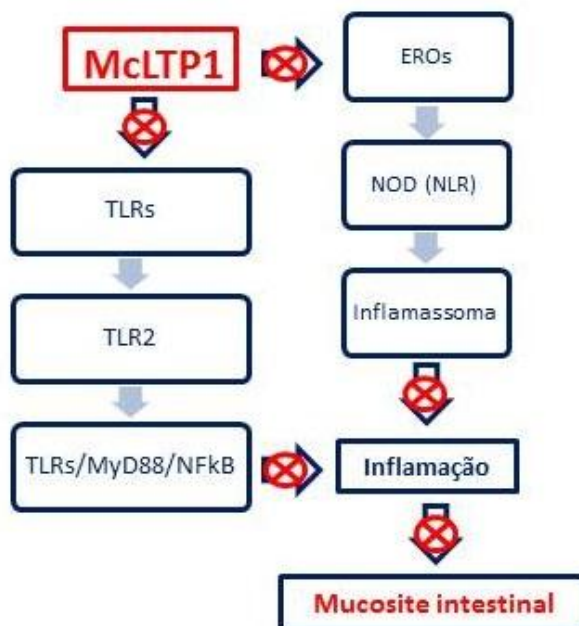 McLTP1
EROs
TLRs
NOD (NLR)
TLR2
Inflamassoma
TLRs/MyD88/NFkB
Inflamação
Mucosite intestinal